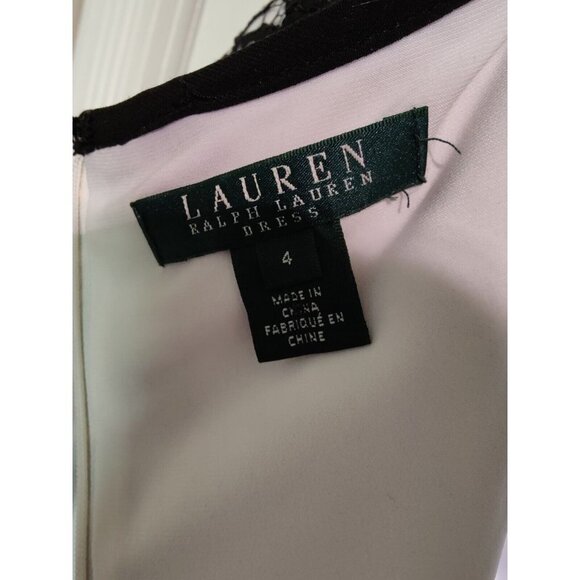 LAUREN
RALPH LAUREN
DRESS
4
MADE IN
CHINA
FABRIQUÉ EN
CHINE